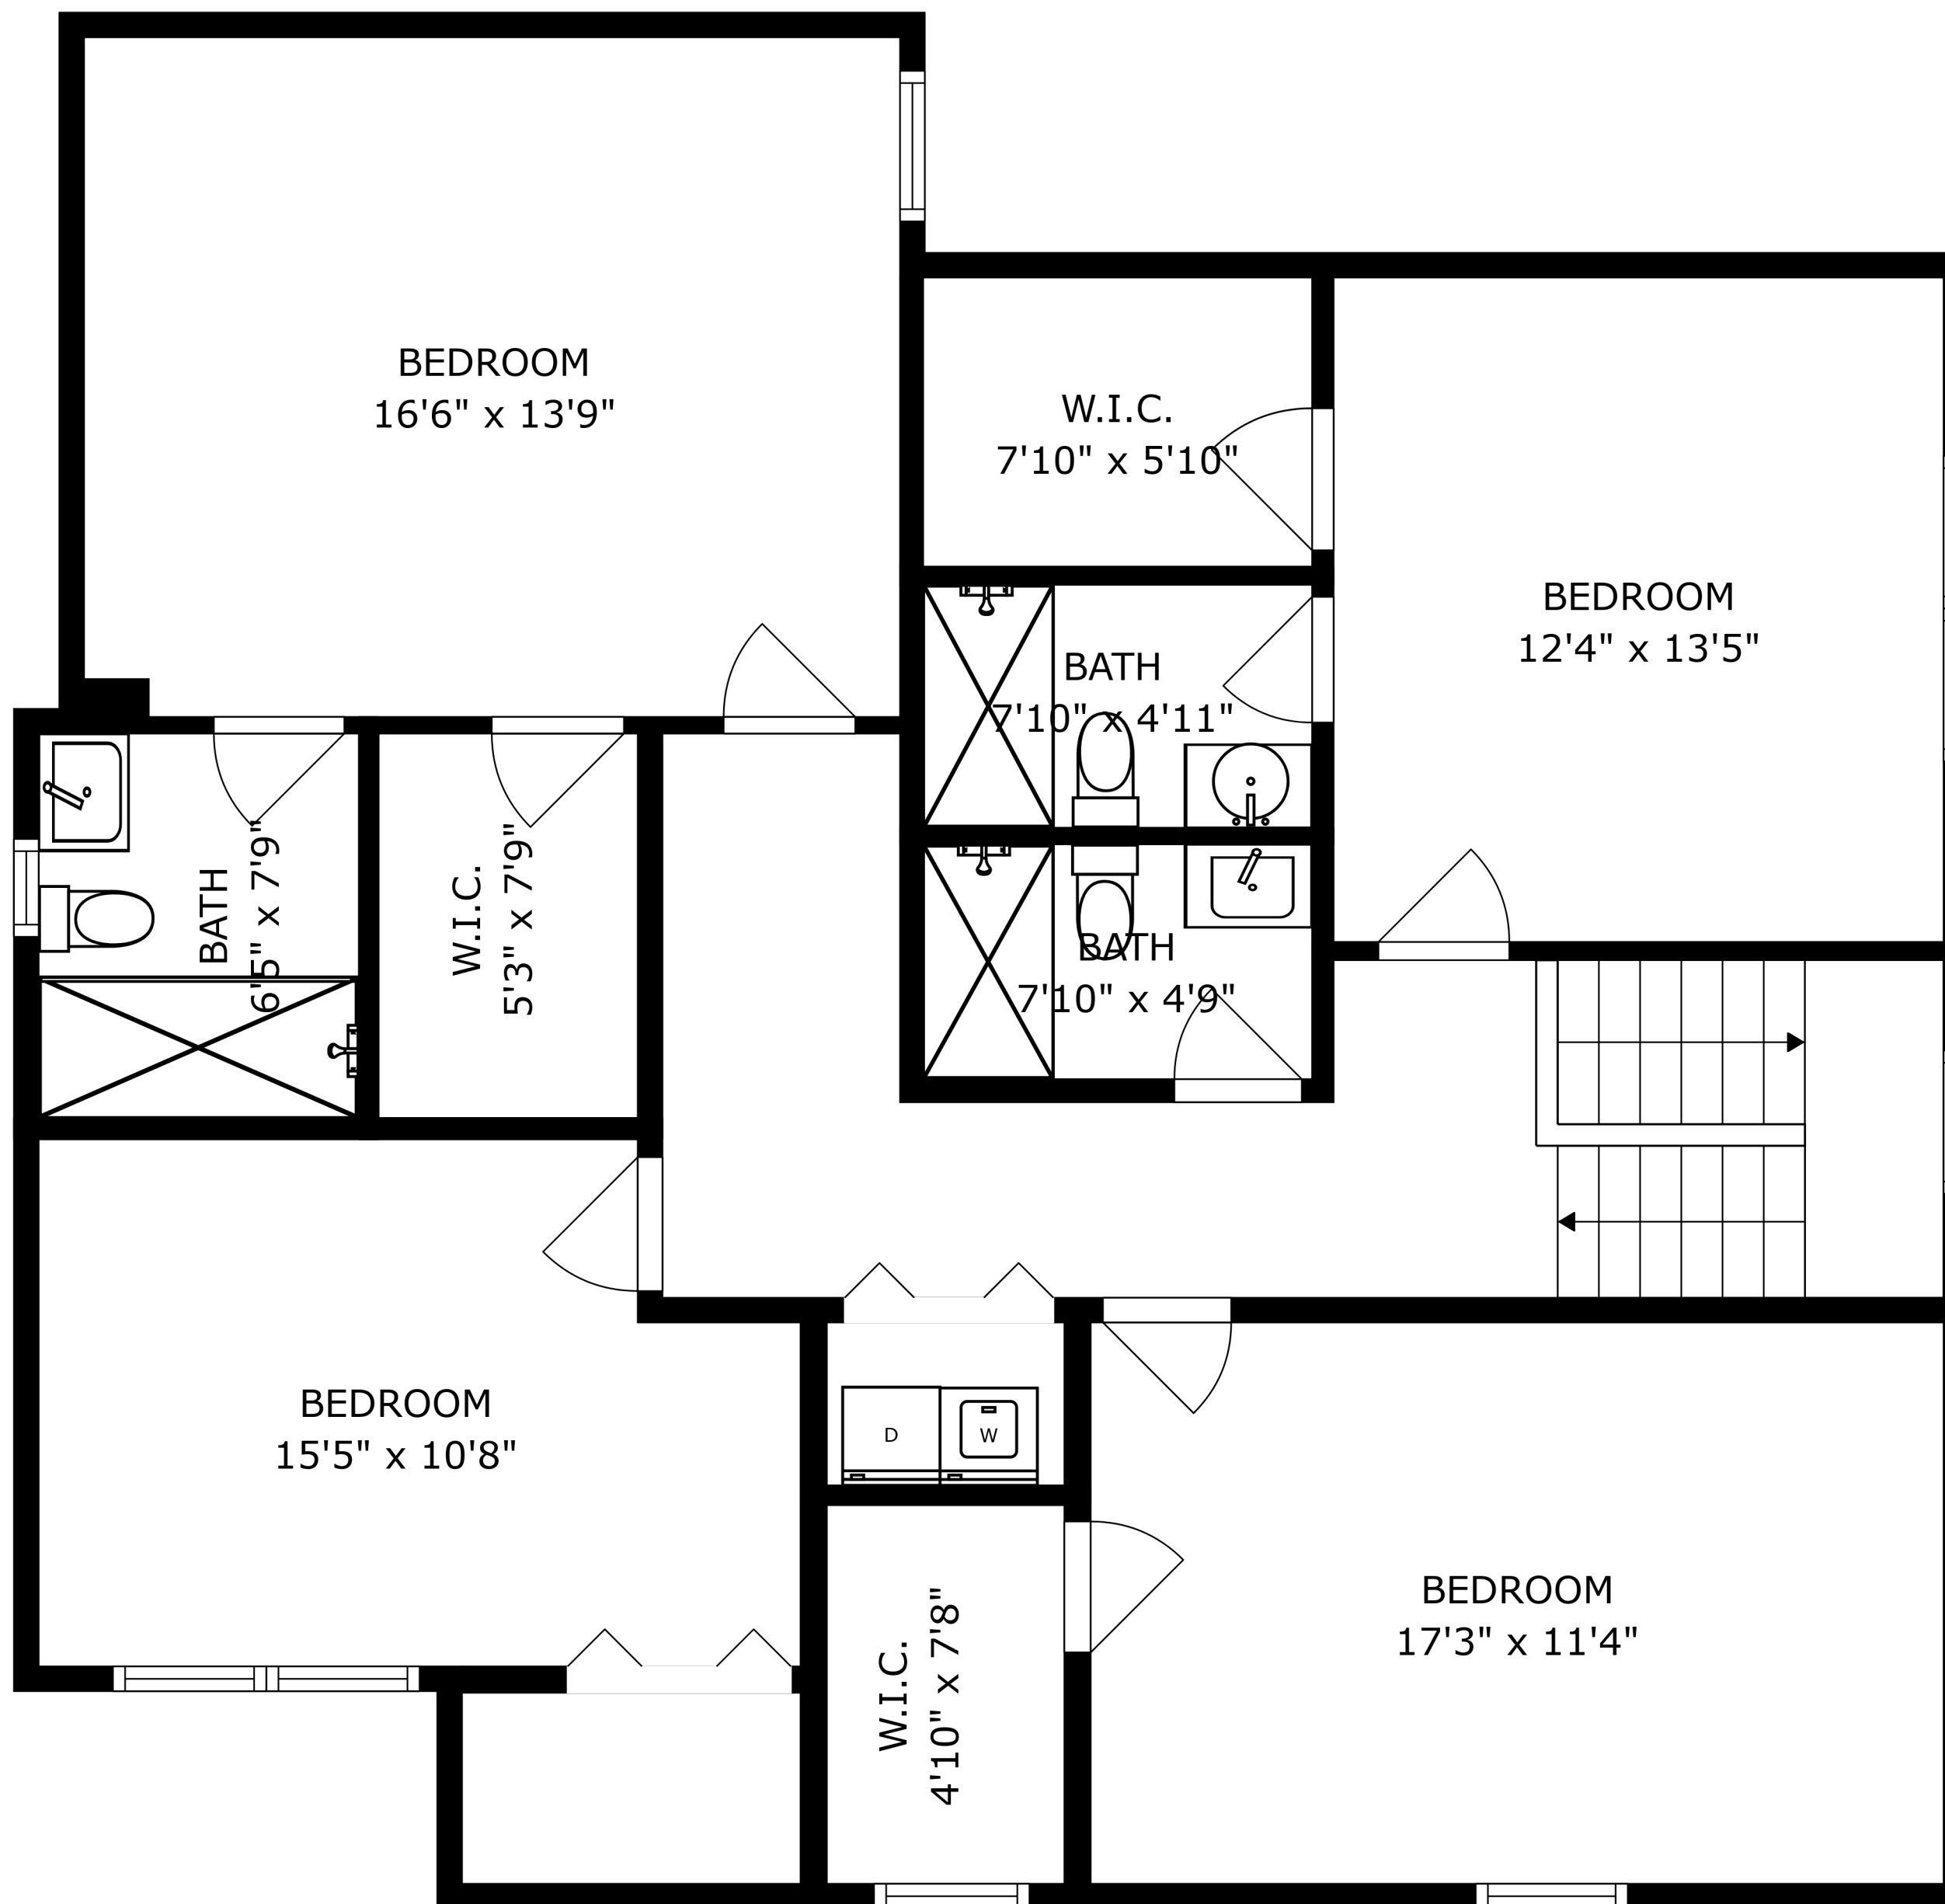 BEDROOM
16'6" x 13'9"
W.I.C.
7'10" x 5'10"
BEDROOM
12'4" x 13'5"
BATH
7'10" x 4'11"
BATH
6'5" x 7'9"
W.I.C.
5'3" x 7'9"
BATH
7'10" x 4'9"
BEDROOM
15'5" x 10'8"
D
W
W.I.C.
4'10" x 7'8"
BEDROOM
17'3" x 11'4"